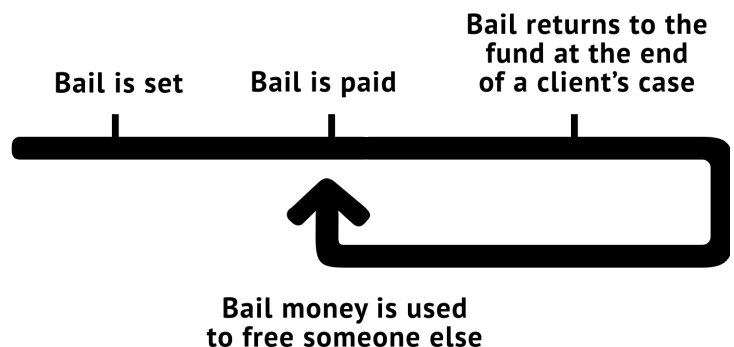 Bail is set
Bail is paid
Bail returns to the
fund at the end
of a client's case
Bail money is used
to free someone else